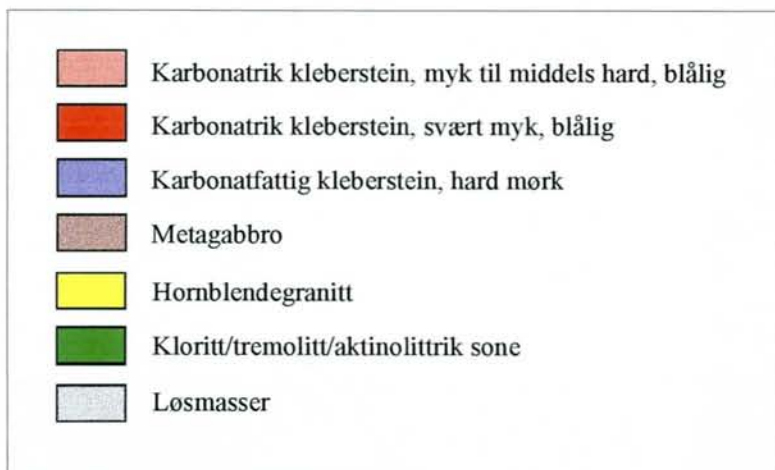 Karbonatrik kleberstein, myk til middels hard, blålig
Karbonatrik kleberstein, svært myk, blålig
Karbonatfattig kleberstein, hard mørk
Metagabbro
Hornblendegranitt
Kloritt/tremolitt/aktinolittrik sone
Løsmasser